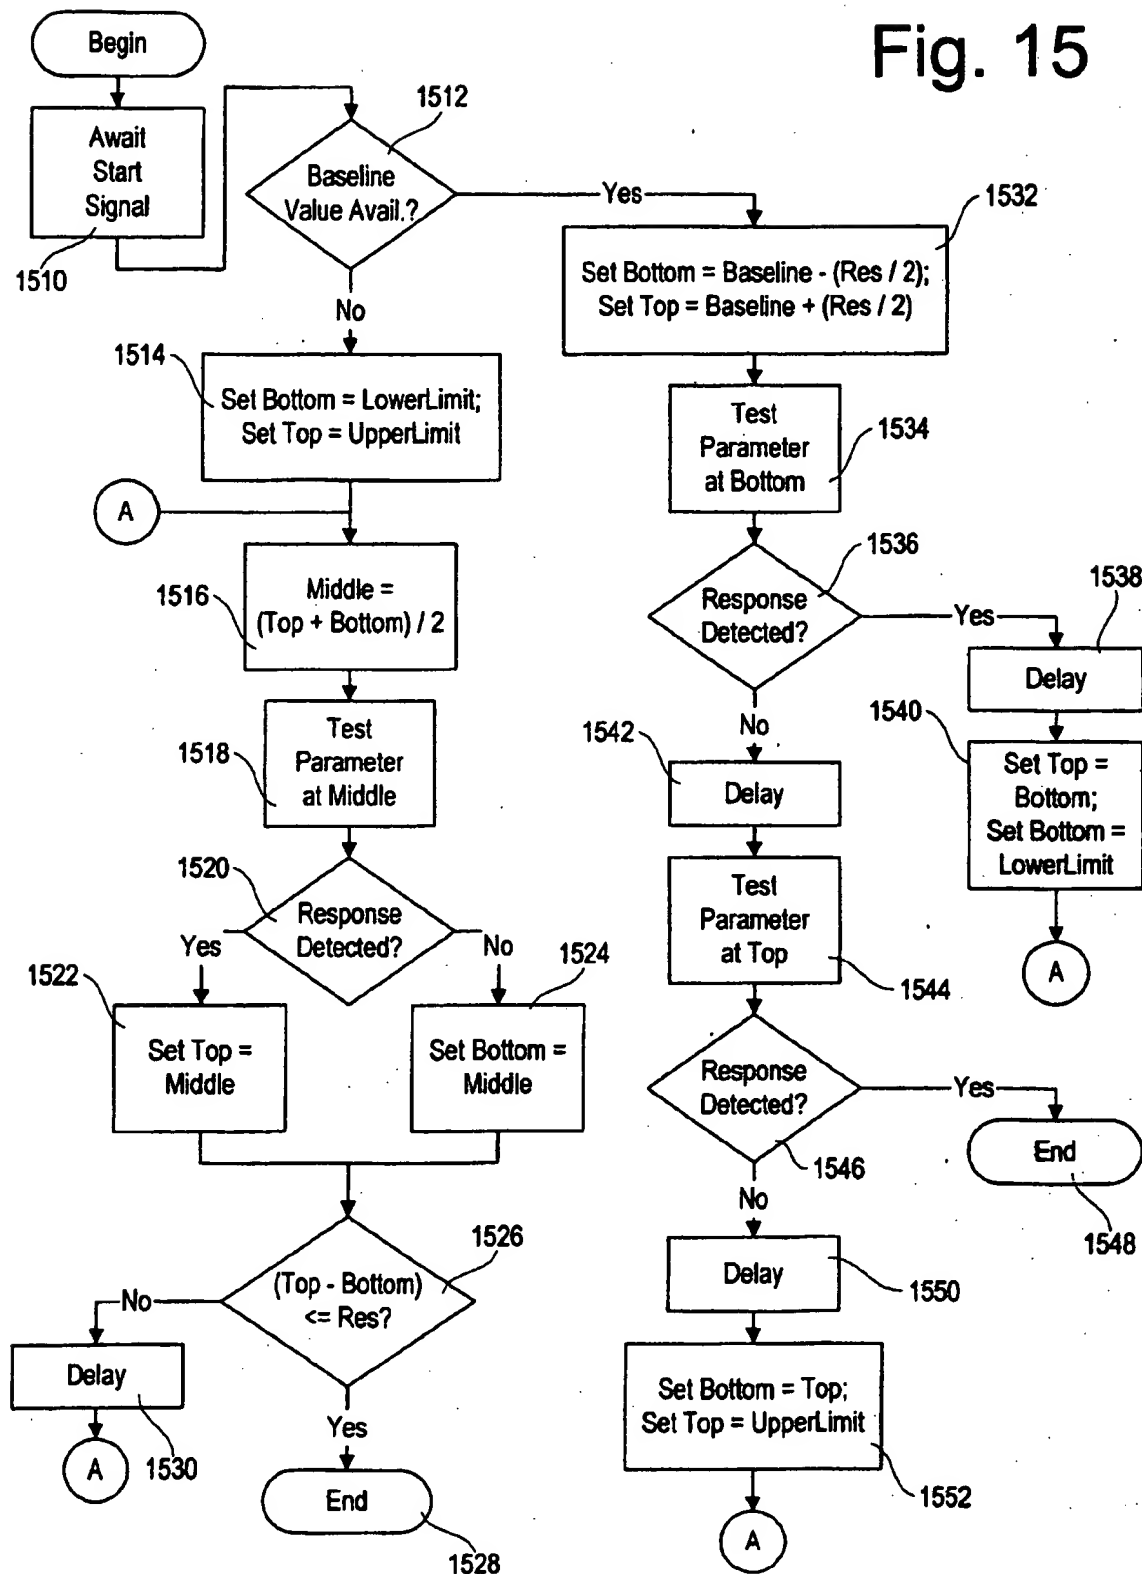 Fig. 15
Begin
Await
Start
Signal
1510
1512
Baseline
Value Avail.?
Yes
No
1514
Set Bottom = LowerLimit;
Set Top = UpperLimit
A
1516
Middle =
(Top + Bottom) / 2
1518
Test
Parameter
at Middle
1520
Response
Detected?
Yes
No
1522
Set Top =
Middle
1524
Set Bottom =
Middle
1526
(Top - Bottom)
<= Res?
No
Delay
1530
A
Yes
End
1528
1532
Set Bottom = Baseline - (Res / 2);
Set Top = Baseline + (Res / 2)
Test
Parameter
at Bottom
1534
1536
Response
Detected?
Yes
1538
Delay
1540
Set Top =
Bottom;
Set Bottom =
LowerLimit
A
No
1542
Delay
Test
Parameter
at Top
1544
Response
Detected?
1546
Yes
End
1548
No
Delay
1550
Set Bottom = Top;
Set Top = UpperLimit
1552
A